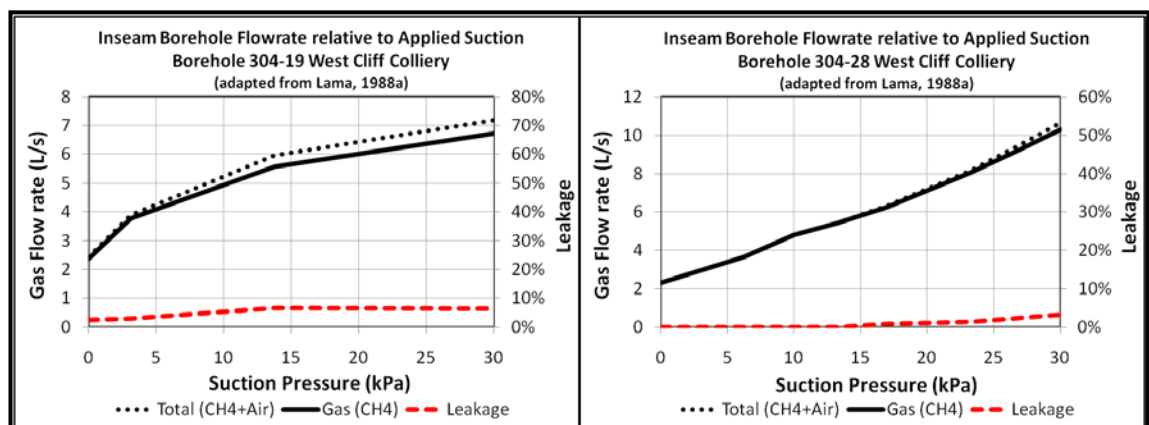 Inseam Borehole Flowrate relative to Applied Suction
Borehole 304-19 West Cliff Colliery
(adapted from Lama, 1988a)
8
7
6
5
4
3
2
1
0
Gas Flow rate (L/s)
80%
70%
60%
50%
40%
30%
20%
10%
0%
Leakage
0 5 10 15 20 25 30
Suction Pressure (kPa)
Total (CH4+Air) Gas (CH4) Leakage
Inseam Borehole Flowrate relative to Applied Suction
Borehole 304-28 West Cliff Colliery
(adapted from Lama, 1988a)
12
10
8
6
4
2
0
Gas Flow rate (L/s)
60%
50%
40%
30%
20%
10%
0%
Leakage
0 5 10 15 20 25 30
Suction Pressure (kPa)
Total (CH4+Air) Gas (CH4) Leakage